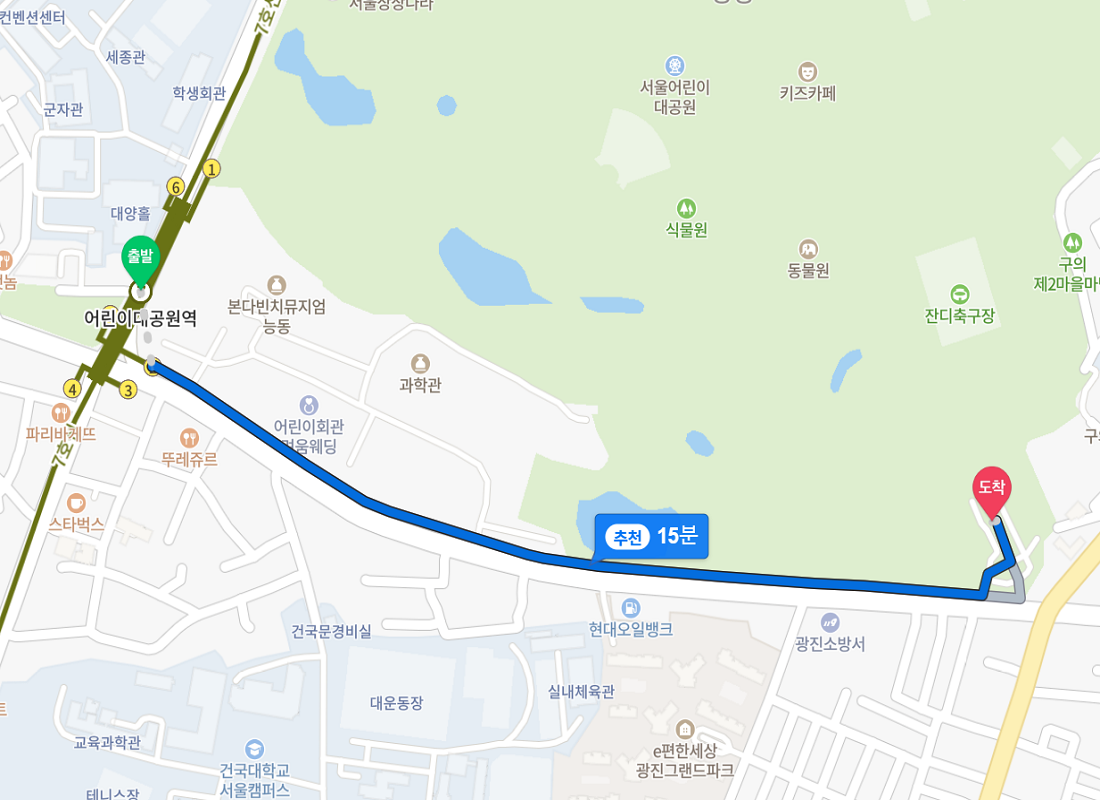 컨벤션센터
7호선
서울상상나라
세종관
학생회관
군자관
서울어린이
대공원
키즈카페
1
6
대양홀
식물원
출발
동물원
구의
제2마을마당
어린이대공원역
본다빈치뮤지엄
능동
잔디축구장
과학관
4
3
파리바게뜨
7호선
어린이회관
뚜레쥬르
도착
스타벅스
추천 15분
건국문경비실
현대오일뱅크
광진소방서
대운동장
실내체육관
교육과학관
e편한세상
광진그랜드파크
건국대학교
서울캠퍼스
테니스장